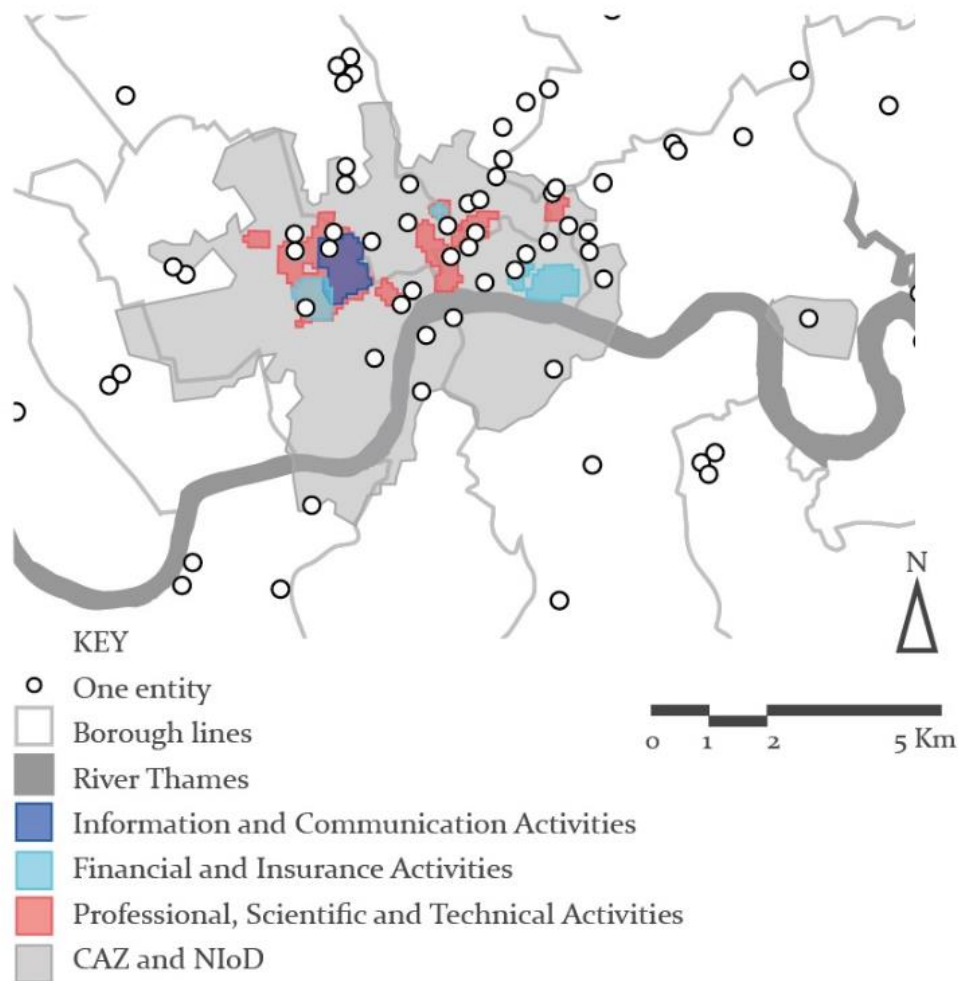 N
KEY
One entity
Borough lines
River Thames
0 1 2 5 Km
Information and Communication Activities
Financial and Insurance Activities
Professional, Scientific and Technical Activities
CAZ and NIoD